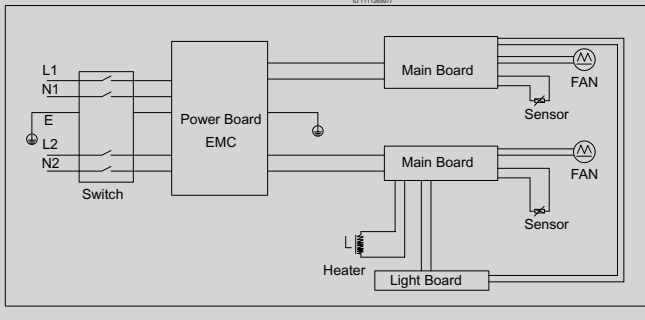 ID1111269977
L1
N1
E
L2
N2
Switch
Power Board
EMC
Main Board
FAN
Sensor
Main Board
FAN
Sensor
L
Heater
Light Board